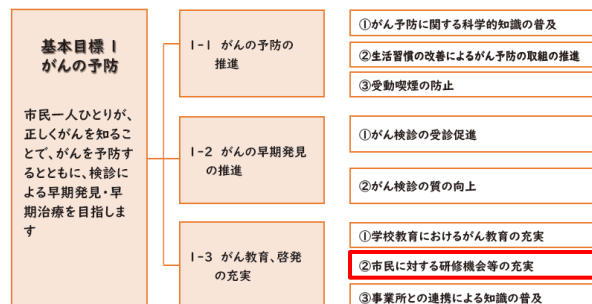 基本目標Ⅰ
がんの予防
市民一人ひとりが、
正しくがんを知るこ
とで、がんを予防す
るとともに、検診に
よる早期発見・早
期治療を目指しま
す
Ⅰ-Ⅰ がんの予防の
推進
①がん予防に関する科学的知識の普及
②生活習慣の改善によるがん予防の取組の推進
③受動喫煙の防止
Ⅰ-2 がんの早期発見
の推進
①がん検診の受診促進
②がん検診の質の向上
Ⅰ-3 がん教育、啓発
の充実
①学校教育におけるがん教育の充実
②市民に対する研修機会等の充実
③事業所との連携による知識の普及